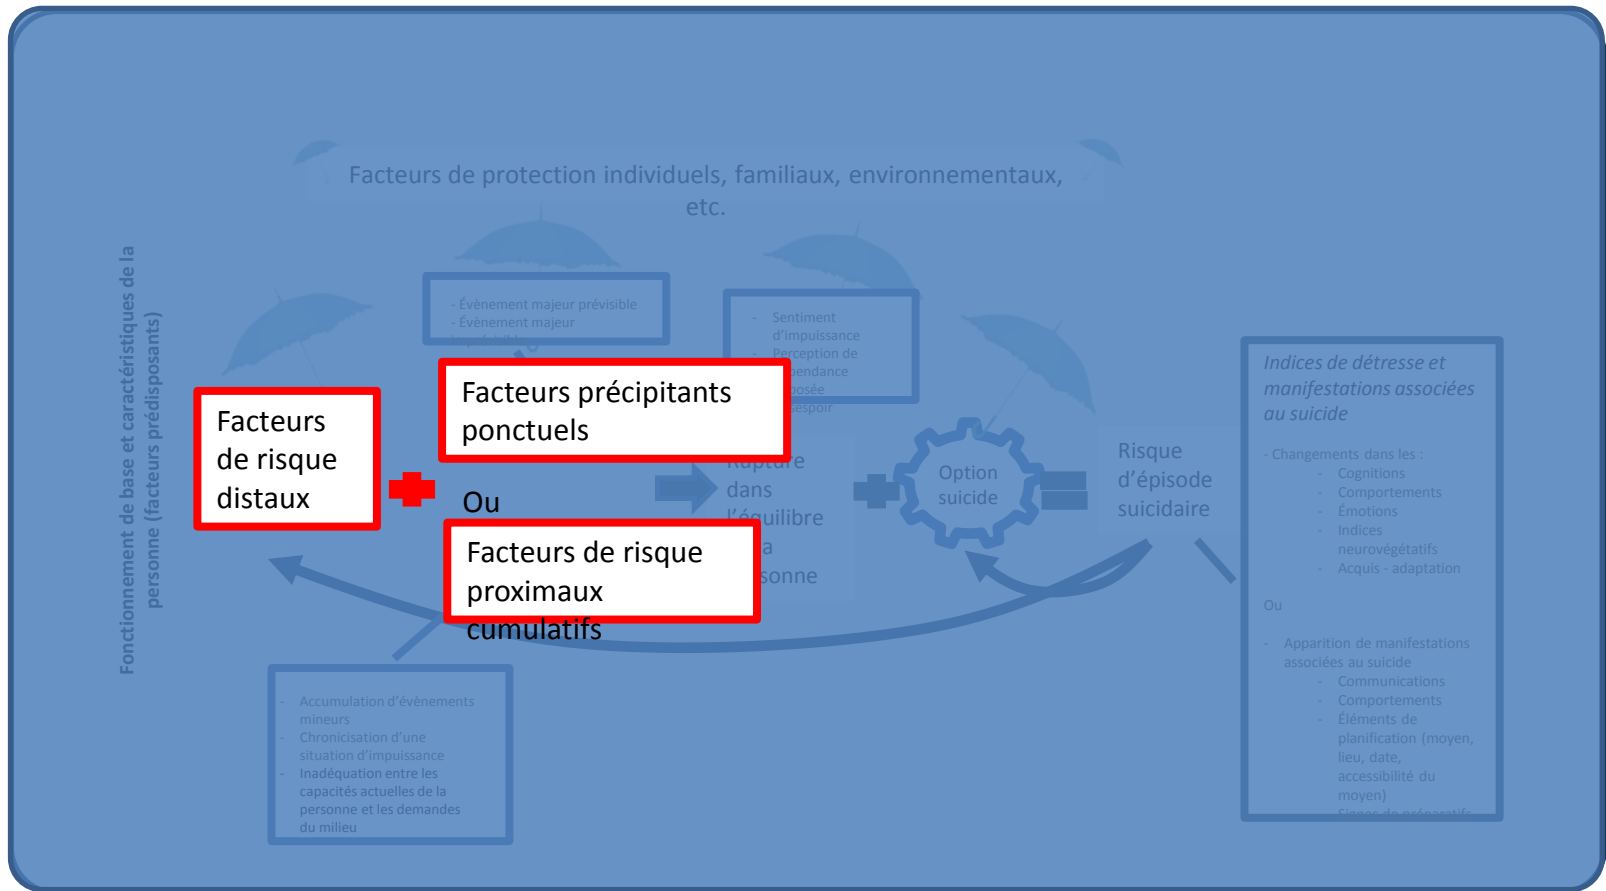 Facteurs de protection individuels, familiaux, environnementaux,
etc.
Fonctionnement de base et caractéristiques de la
personne (facteurs prédisposants)
- Évènement majeur prévisible
- Évènement majeur
- Sentiment
d’impuissance
- Perception de
Facteurs
de risque
distaux
Facteurs précipitants
ponctuels
Ou
Facteurs de risque
proximaux
cumulatifs
Rupture
dans
l’équilibre
Option
suicide
Risque
d’épisode
suicidaire
Indices de détresse et
manifestations associées
au suicide
- Changements dans les :
- Cognitions
- Comportements
- Émotions
- Indices
neurovégétatifs
- Acquis - adaptation
Ou
- Apparition de manifestations
associées au suicide
- Communications
- Comportements
- Éléments de
planification (moyen,
lieu, date,
accessibilité du
moyen)
- Signes de préparatifs
- Accumulation d’évènements
mineurs
- Chronicisation d’une
situation d’impuissance
- Inadéquation entre les
capacités actuelles de la
personne et les demandes
du milieu